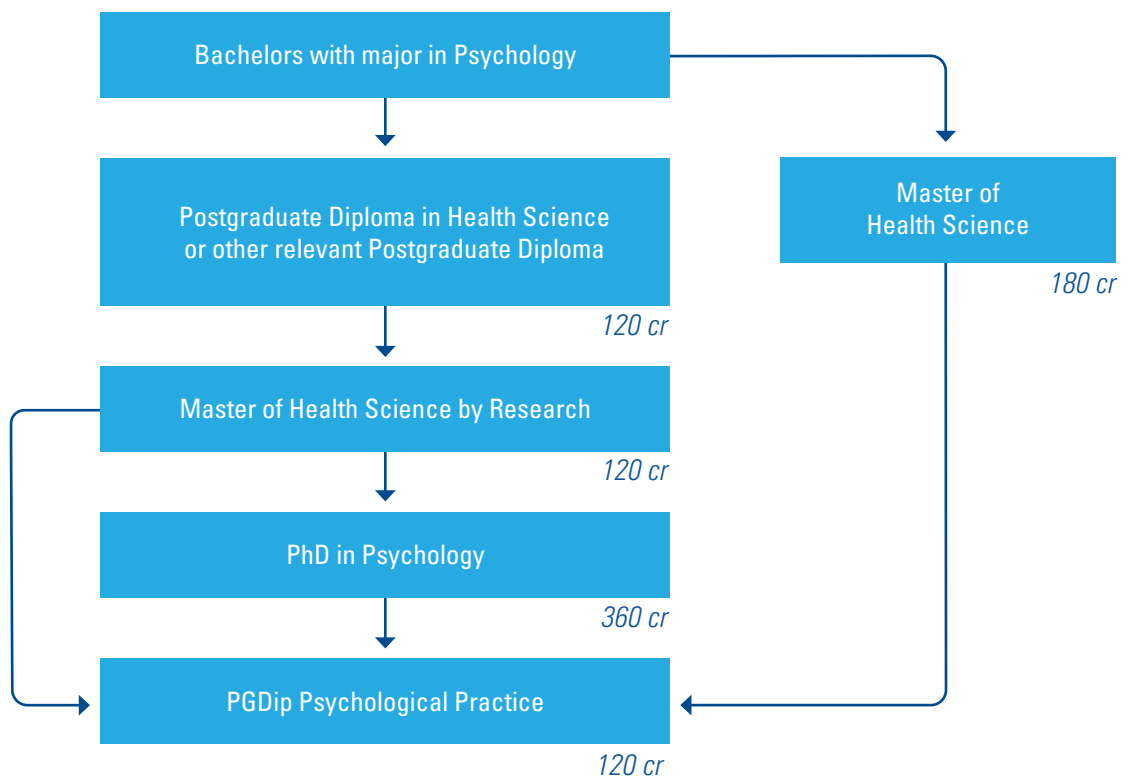 Bachelors with major in Psychology
Postgraduate Diploma in Health Science
or other relevant Postgraduate Diploma
120 cr
Master of
Health Science
180 cr
Master of Health Science by Research
120 cr
PhD in Psychology
360 cr
PGDip Psychological Practice
120 cr